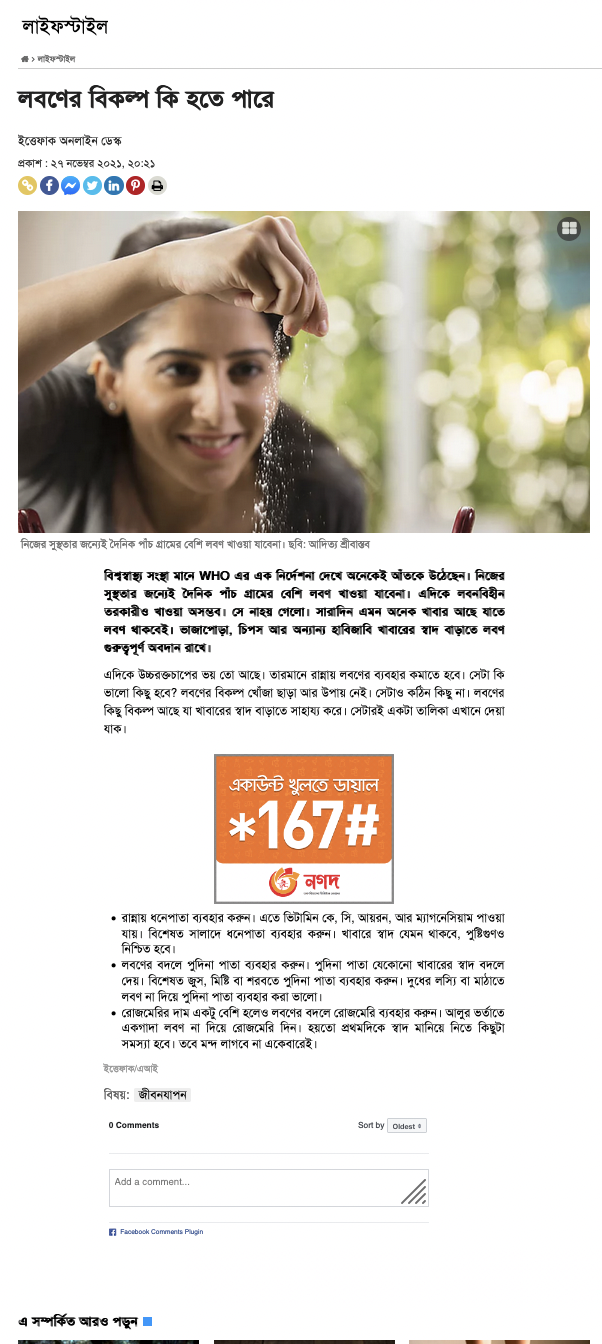 লাইফস্টাইল
লাইফস্টাইল
লবণের বিকল্প কি হতে পারে
ইত্তেফাক অনলাইন ডেস্ক
প্রকাশ : ২৭ নভেম্বর ২০২১, ২০:২১
নিজের সুস্থতার জন্যেই দৈনিক পাঁচ গ্রামের বেশি লবণ খাওয়া যাবেনা। ছবি: আদিত্য শ্রীবাস্তব
বিশ্বস্বাস্থ্য সংস্থা মানে WHO এর এক নির্দেশনা দেখে অনেকেই আঁতকে উঠেছেন। নিজের
সুস্থতার জন্যেই দৈনিক পাঁচ গ্রামের বেশি লবণ খাওয়া যাবেনা। এদিকে লবনবিহীন
তরকারীও খাওয়া অসম্ভব। সে নাহয় গেলো। সারাদিন এমন অনেক খাবার আছে যাতে
লবণ থাকবেই। ভাজাপোড়া, চিপস আর অন্যান্য হাবিজাবি খাবারের স্বাদ বাড়াতে লবণ
গুরুত্বপূর্ণ অবদান রাখে।
এদিকে উচ্চরক্তচাপের ভয় তো আছে। তারমানে রান্নায় লবণের ব্যবহার কমাতে হবে। সেটা কি
ভালো কিছু হবে? লবণের বিকল্প খোঁজা ছাড়া আর উপায় নেই। সেটাও কঠিন কিছু না। লবণের
কিছু বিকল্প আছে যা খাবারের স্বাদ বাড়াতে সাহায্য করে। সেটারই একটা তালিকা এখানে দেয়া
যাক।
একাউন্ট খুলতে ডায়াল
*167#
নগদ
রান্নায় ধনেপাতা ব্যবহার করুন। এতে ভিটামিন কে, সি, আয়রন, আর ম্যাগনেসিয়াম পাওয়া
যায়। বিশেষত সালাদে ধনেপাতা ব্যবহার করুন। খাবারে স্বাদ যেমন থাকবে, পুষ্টিগুণও
নিশ্চিত হবে।
লবণের বদলে পুদিনা পাতা ব্যবহার করুন। পুদিনা পাতা যেকোনো খাবারের স্বাদ বদলে
দেয়। বিশেষত জুস, মিষ্টি বা শরবতে পুদিনা পাতা ব্যবহার করুন। দুধের লস্যি বা মাঠাতে
লবণ না দিয়ে পুদিনা পাতা ব্যবহার করা ভালো।
রোজমেরির দাম একটু বেশি হলেও লবণের বদলে রোজমেরি ব্যবহার করুন। আলুর ভর্তাতে
একগাদা লবণ না দিয়ে রোজমেরি দিন। হয়তো প্রথমদিকে স্বাদ মানিয়ে নিতে কিছুটা
সমস্যা হবে। তবে মন্দ লাগবে না একেবারেই।
ইত্তেফাক/এআই
বিষয়: জীবনযাপন
0 Comments
Sort by Oldest
Add a comment...
Facebook Comments Plugin
এ সম্পর্কিত আরও পড়ুন